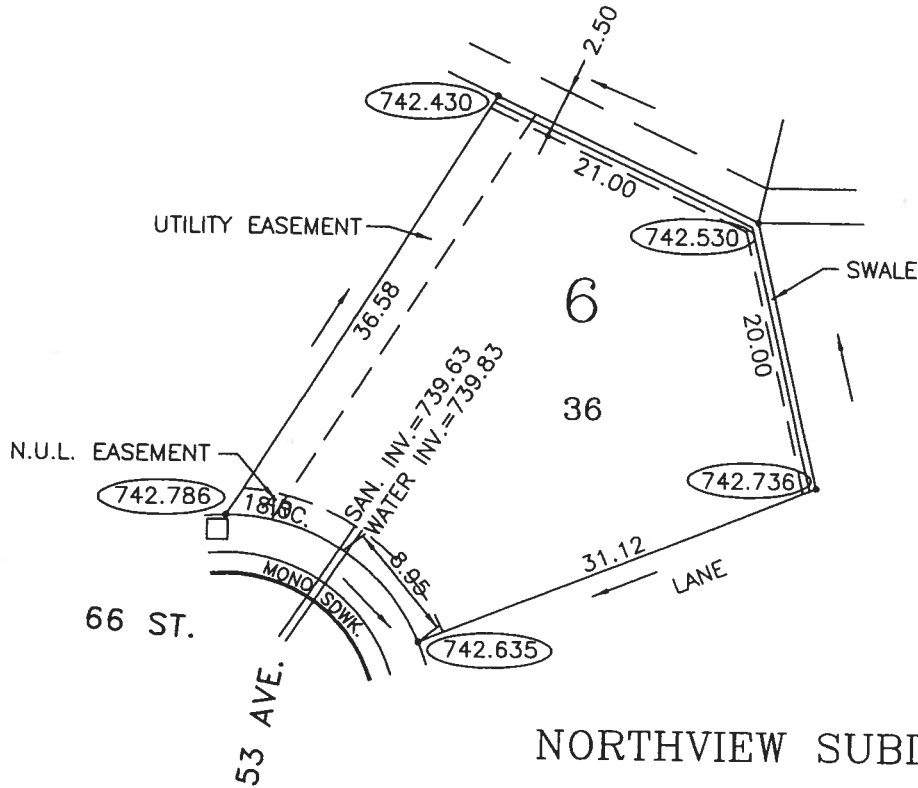 2.50
742.430
21.00
UTILITY EASEMENT
742.530
SWALE
6
36.58
20.00
36
SAN. INV.=739.63
WATER INV.=739.83
N.U.L. EASEMENT
742.736
742.786
C.
8.95
31.12
LANE
MONO SDWK.
66 ST.
742.635
53 AVE.
NORTHVIEW SUBD